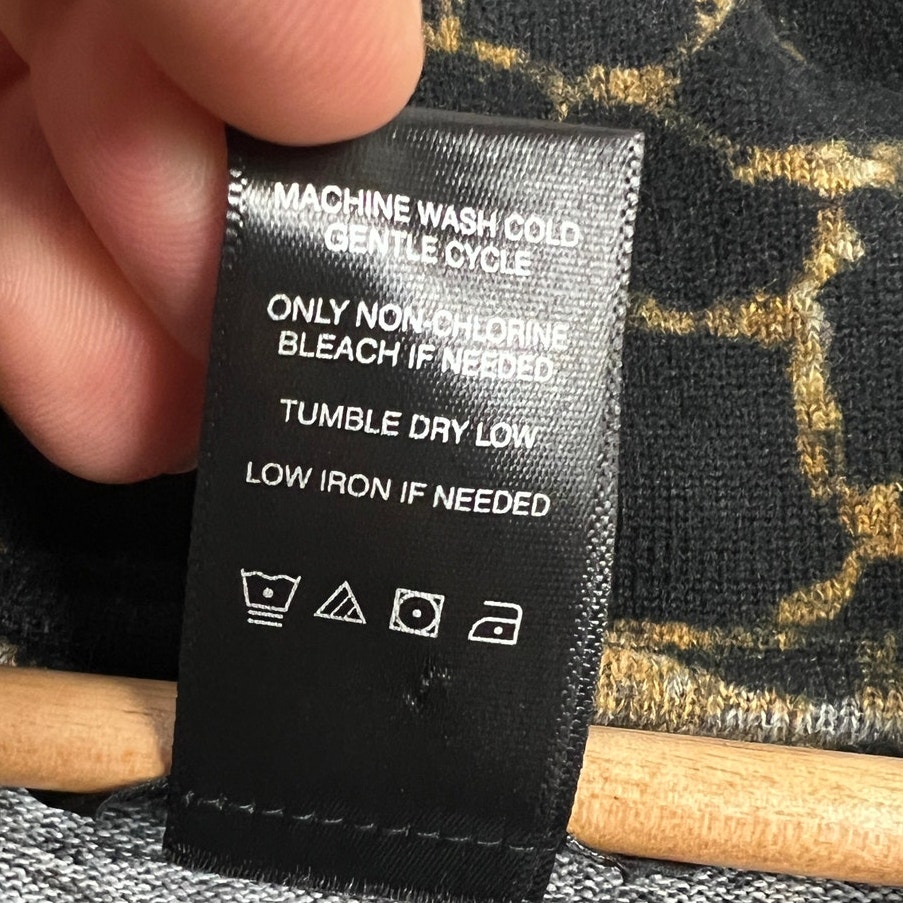 MACHINE WASH COLD
GENTLE CYCLE
ONLY NON-CHLORINE
BLEACH IF NEEDED
TUMBLE DRY LOW
LOW IRON IF NEEDED